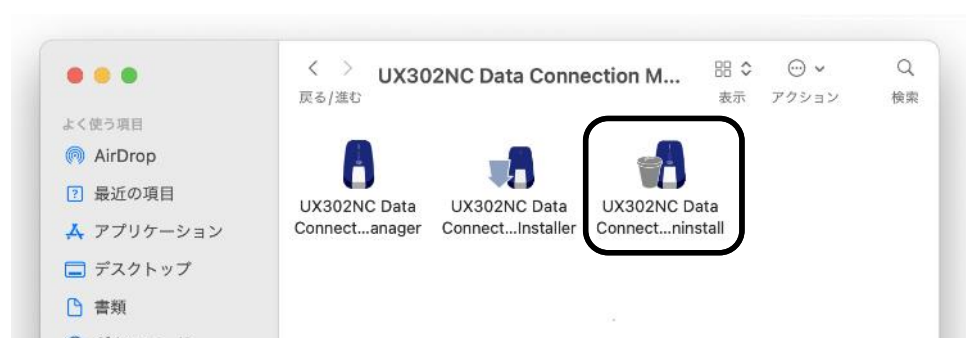 UX302NC Data Connection M...
戻る/進む
表示
アクション
検索
よく使う項目
AirDrop
最近の項目
アプリケーション
デスクトップ
書類
UX302NC Data
Connect...anager
UX302NC Data
Connect...Installer
UX302NC Data
Connect...ninstall